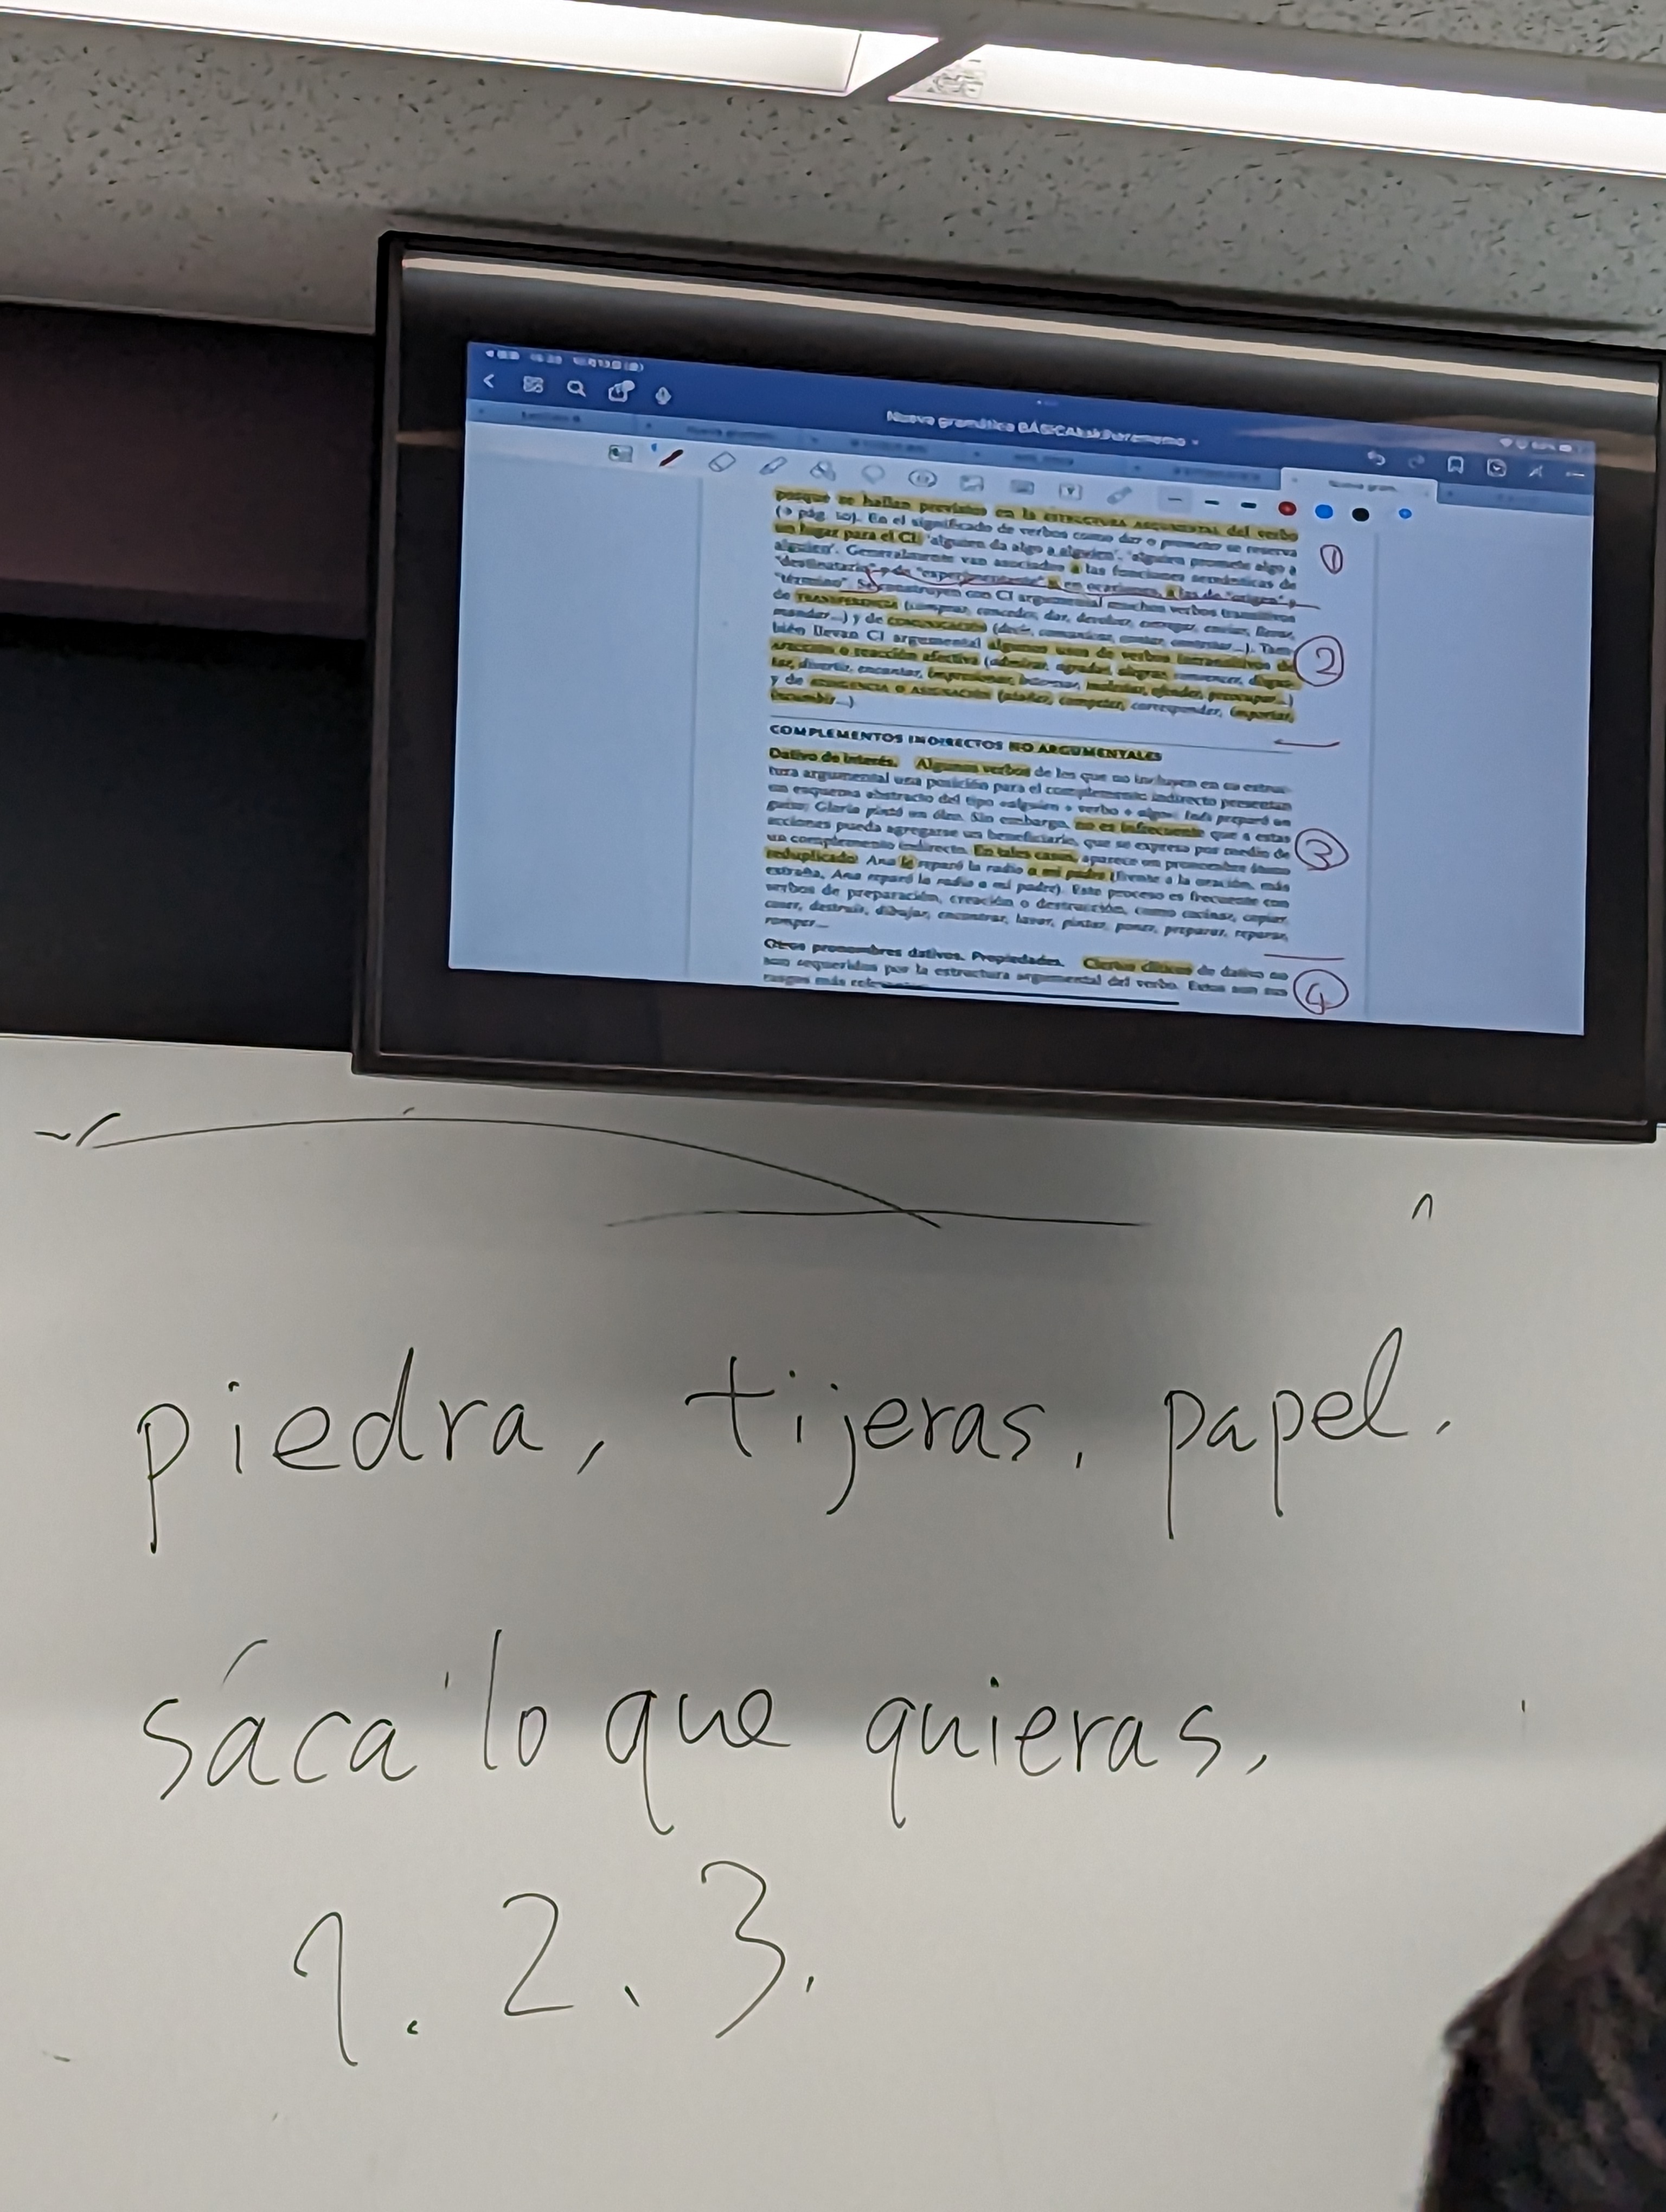 Nueva gramática BÁSICA
porque se hallan previstos en la ESTRUCTURA ARGUMENTAL del verbo
(→ pág. 10). En el significado de verbos como dar o prometer se reserva
un lugar para el CI: 'alguien da algo a alguien', 'alguien promete algo a
alguien'. Generalmente van asociados a las funciones semánticas de
"destinatario" y de "experimentante" y, en ocasiones, a las de "origen" y
"término". Se construyen con CI argumental muchos verbos transitivos
de TRANSFERENCIA (comprar, conceder, dar, devolver, entregar, enviar, llevar,
mandar...) y de COMUNICACIÓN (decir, comunicar, contar, ...). Tam-
bién llevan CI argumental algunos usos de verbos intransitivos de
AFECCIÓN o reacción afectiva (admirar, agradar, alegrar, convencer, disgus-
tar, divertir, encantar, impresionar, interesar, molestar, ofender, preocupar...)
y de (añadir, competer, corresponder, importar,
incumbir...)
①
②
COMPLEMENTOS INDIRECTOS NO ARGUMENTALES
Dativo de interés. Algunos verbos de los que no incluyen en su estruc-
tura argumental una posición para el complemento indirecto presentan
un esquema abstracto del tipo «alguien + verbo + algo»: Inés preparó un
guiso; Gloria pintó un óleo. Sin embargo, no es infrecuente que a estas
acciones pueda agregarse un beneficiario, que se expresa por medio de
un complemento indirecto. En tales casos, aparece un pronombre átono
reduplicado: Ana le reparó la radio a mi padre (frente a la oración, más
extraña, Ana reparó la radio a mi padre). Este proceso es frecuente con
verbos de preparación, creación o destrucción, como cocinar, copiar,
coser, destruir, dibujar, encontrar, lavar, pintar, poner, preparar, reparar,
romper...
③
Otros pronombres dativos. Propiedades. Ciertos clíticos de dativo no
son requeridos por la estructura argumental del verbo. Estos son sus
rasgos más
④
piedra, tijeras, papel.
sáca lo que quieras,
1. 2、3.